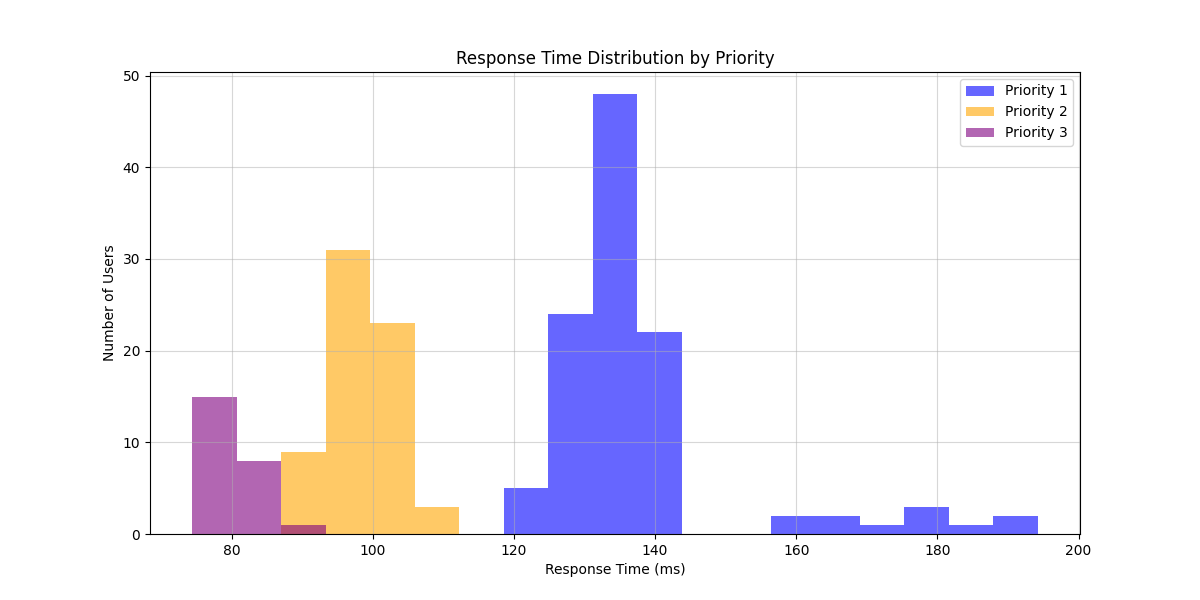 Response Time Distribution by Priority
Priority 1
Priority 2
Priority 3
Number of Users
50
40
30
20
10
0
80 100 120 140 160 180 200
Response Time (ms)